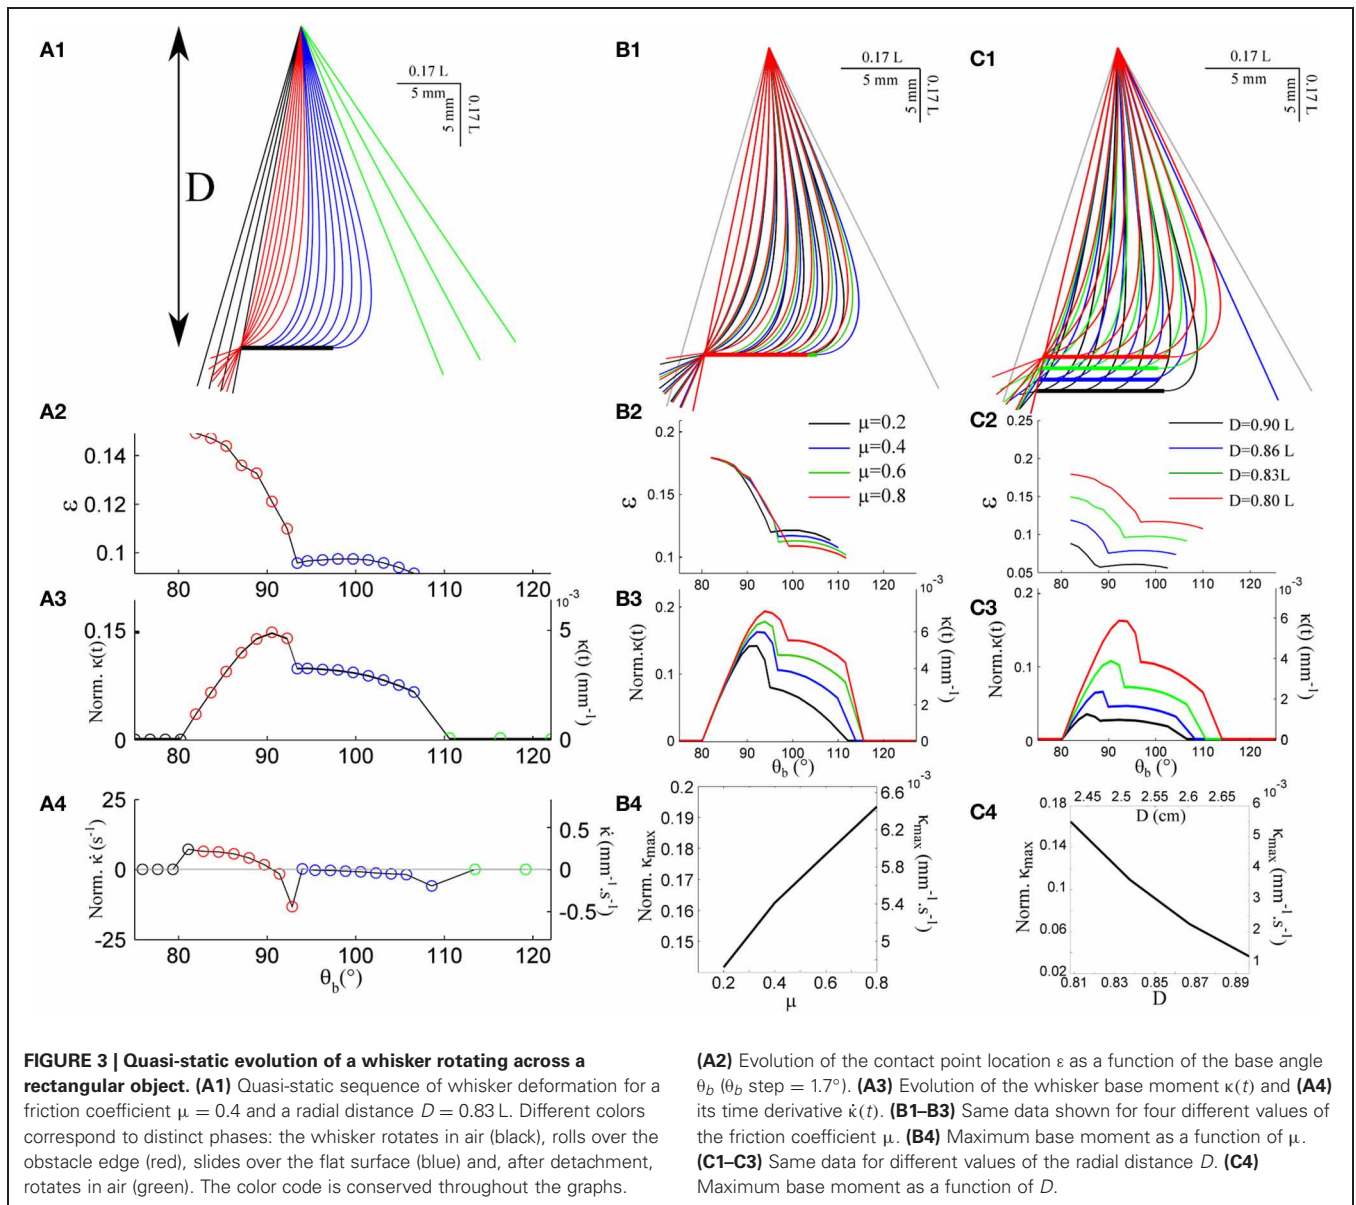 A1
0.17 L
5 mm
5 mm
0.17 L
D
B1
0.17 L
5 mm
5 mm
0.17 L
C1
0.17 L
5 mm
5 mm
0.17 L
A2
ε
0.14
0.12
0.1
80 90 100 110 120
B2
ε
0.2
0.15
0.1
80 90 100 110 120
μ=0.2
μ=0.4
μ=0.6
μ=0.8
C2
ε
0.25
0.2
0.15
0.1
0.05
80 90 100 110 120
D=0.90 L
D=0.86 L
D=0.83L
D=0.80 L
A3
Norm. κ(t)
0.15
0
80 90 100 110 120
10⁻³
5
0
κ(t) (mm⁻¹)
B3
Norm.κ(t)
0.2
0.1
0
80 90 100 110 120
θb (°)
10⁻³
6
4
2
0
κ(t) (mm⁻¹)
C3
Norm. κ(t)
0.2
0.1
0
80 90 100 110 120
θb (°)
10⁻³
6
4
2
0
κ(t) (mm⁻¹)
A4
Norm. κ̇ (s⁻¹)
25
0
-25
80 90 100 110 120
θb(°)
0.5
0
-0.5
κ̇ (mm⁻¹.s⁻¹)
B4
Norm. κmax
0.2
0.19
0.18
0.17
0.16
0.15
0.2 0.4 0.6 0.8
μ
10⁻³
6.6
6.2
5.8
5.4
5
κmax (mm⁻¹.s⁻¹)
C4
Norm. κmax
0.18
0.14
0.1
0.06
0.02
2.45 2.5 2.55 2.6 2.65
D (cm)
0.81 0.83 0.85 0.87 0.89
D
10⁻³
6
5
4
3
2
1
κmax (mm⁻¹.s⁻¹)
FIGURE 3 | Quasi-static evolution of a whisker rotating across a
rectangular object. (A1) Quasi-static sequence of whisker deformation for a
friction coefficient μ = 0.4 and a radial distance D = 0.83 L. Different colors
correspond to distinct phases: the whisker rotates in air (black), rolls over the
obstacle edge (red), slides over the flat surface (blue) and, after detachment,
rotates in air (green). The color code is conserved throughout the graphs.
(A2) Evolution of the contact point location ε as a function of the base angle
θb (θb step = 1.7°). (A3) Evolution of the whisker base moment κ(t) and (A4)
its time derivative κ̇(t). (B1–B3) Same data shown for four different values of
the friction coefficient μ. (B4) Maximum base moment as a function of μ.
(C1–C3) Same data for different values of the radial distance D. (C4)
Maximum base moment as a function of D.